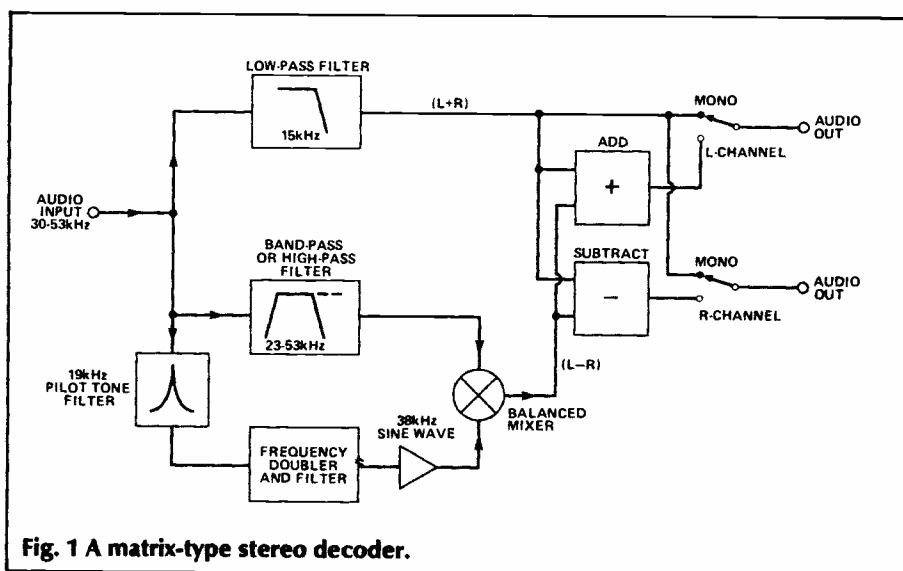 LOW-PASS FILTER
15kHz
(L+R)
MONO
AUDIO
OUT
L-CHANNEL
ADD
+
AUDIO
INPUT
30-53kHz
BAND-PASS
OR HIGH-PASS
FILTER
23-53kHz
SUBTRACT
−
MONO
AUDIO
OUT
R-CHANNEL
(L−R)
19kHz
PILOT TONE
FILTER
BALANCED
MIXER
38kHz
SINE WAVE
FREQUENCY
DOUBLER
AND FILTER
Fig. 1 A matrix-type stereo decoder.